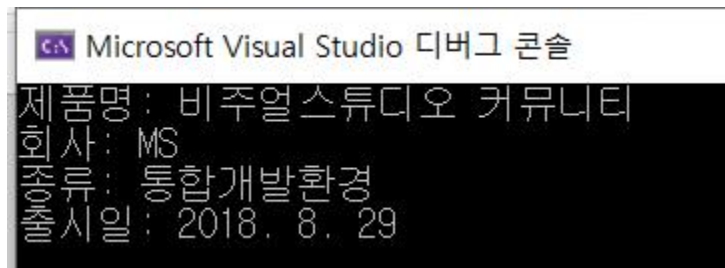 Microsoft Visual Studio 디버그 콘솔
제품명: 비주얼스튜디오 커뮤니티
회사: MS
종류: 통합개발환경
출시일: 2018. 8. 29